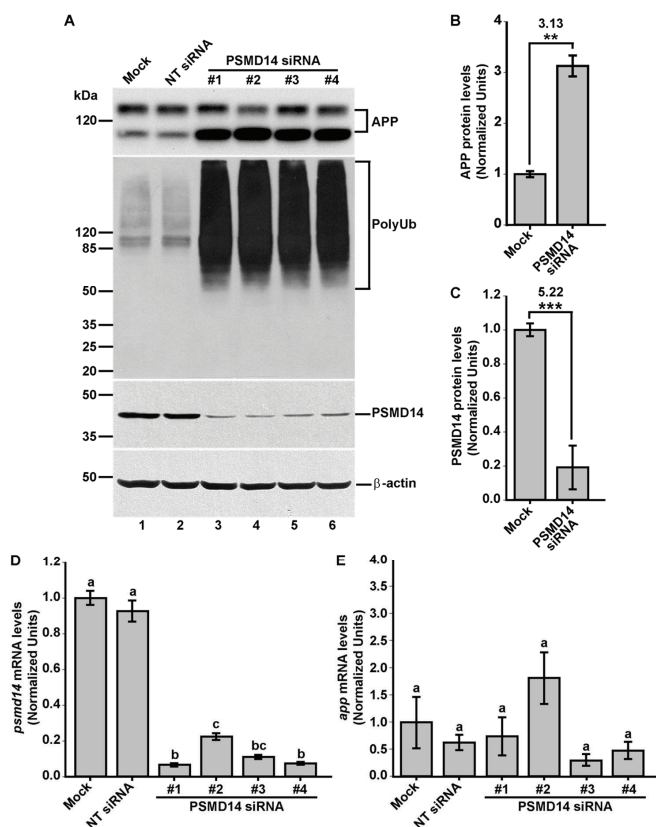 A
Mock
NT siRNA
PSMD14 siRNA
#1 #2 #3 #4
kDa
120
APP
120
85
50
35
25
20
PolyUb
50
35
PSMD14
50
β-actin
1 2 3 4 5 6
B
3.13
**
APP protein levels
(Normalized Units)
4
3
2
1
0
Mock
PSMD14
siRNA
C
5.22
***
PSMD14 protein levels
(Normalized Units)
1.0
0.8
0.6
0.4
0.2
0.0
Mock
PSMD14
siRNA
D
psmd14 mRNA levels
(Normalized Units)
1.2
1.0
0.8
0.6
0.4
0.2
0.0
a a b c bc b
Mock
NT siRNA
#1 #2 #3 #4
PSMD14 siRNA
E
app mRNA levels
(Normalized Units)
4.0
3.5
3.0
2.5
2.0
1.5
1.0
0.5
0.0
a a a a a a
Mock
NT siRNA
#1 #2 #3 #4
PSMD14 siRNA